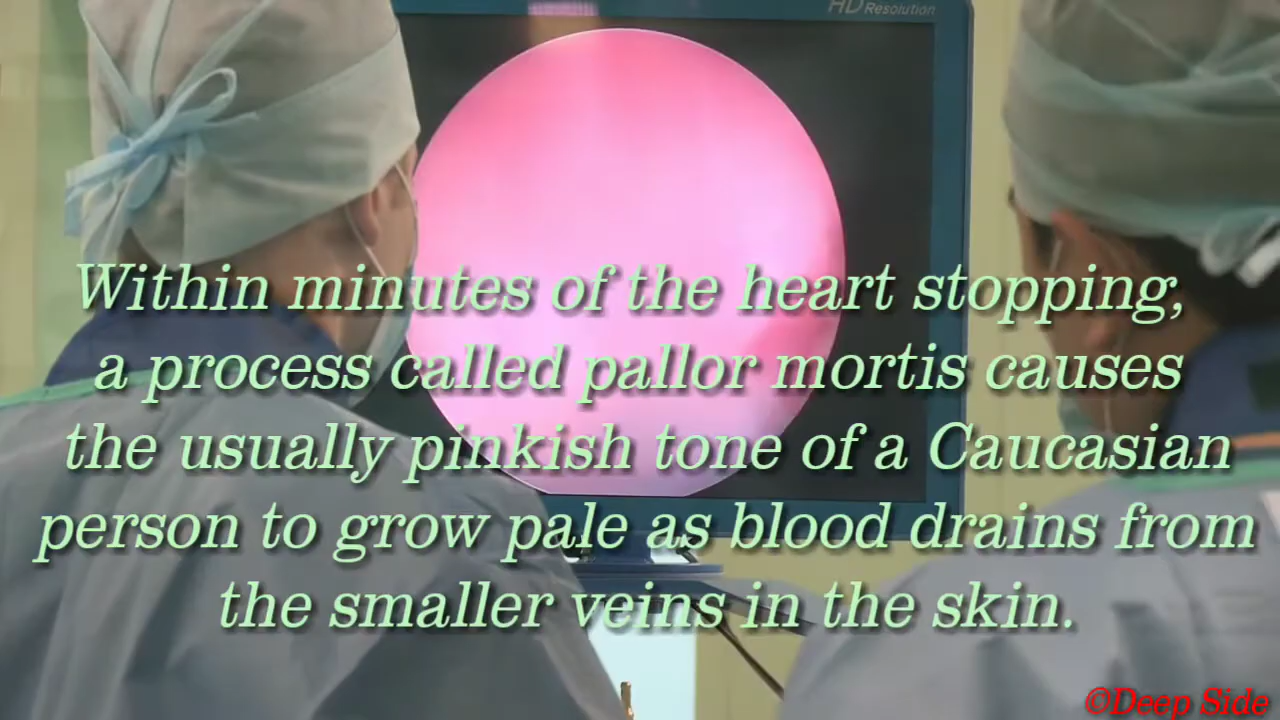 HD Resolution
Within minutes of the heart stopping,
a process called pallor mortis causes
the usually pinkish tone of a Caucasian
person to grow pale as blood drains from
the smaller veins in the skin.
©Deep Side